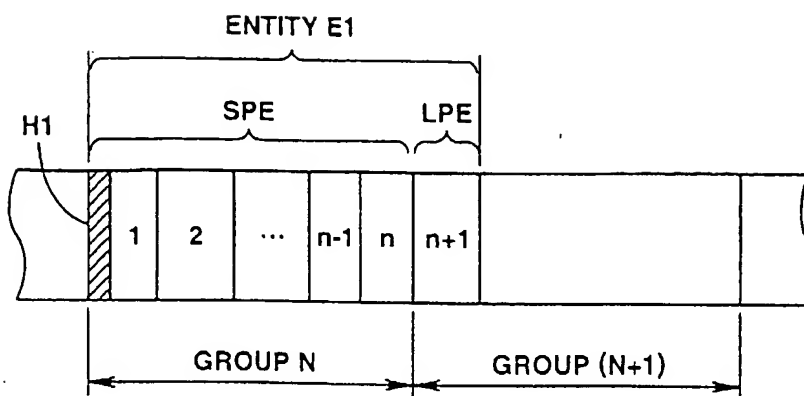 ENTITY E1
SPE
LPE
H1
1 2 ... n-1 n n+1
GROUP N
GROUP (N+1)